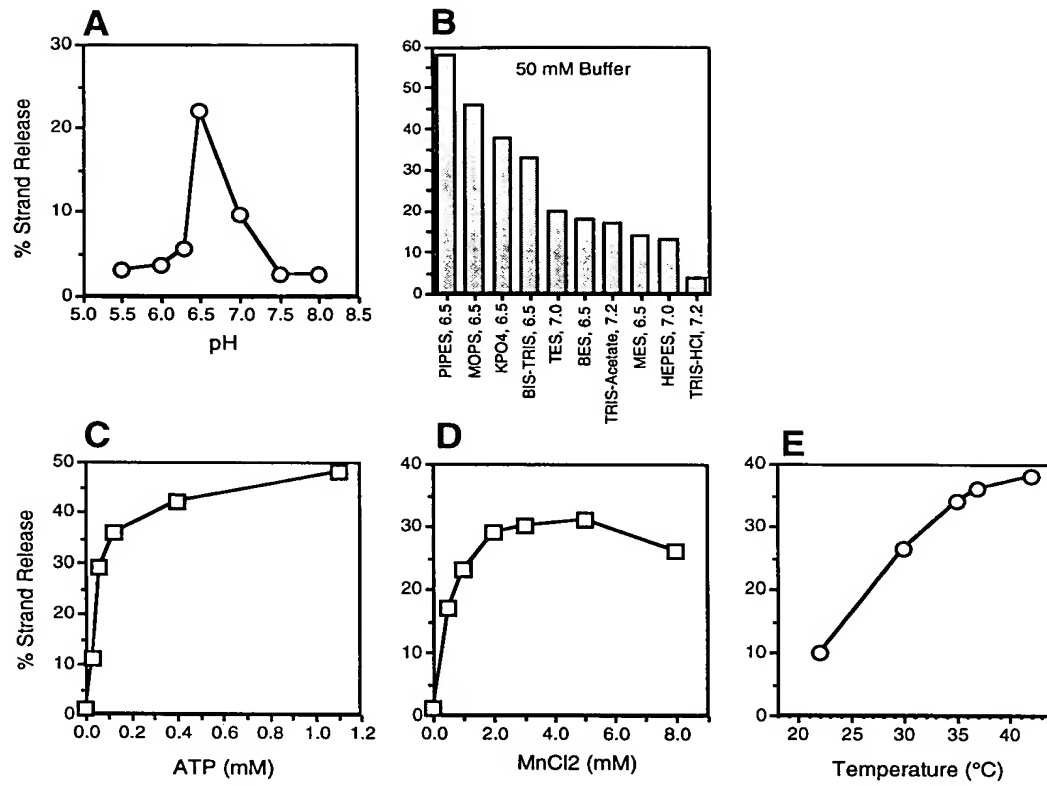 A
% Strand Release
30
20
10
0
5.0 5.5 6.0 6.5 7.0 7.5 8.0 8.5
pH
B
50 mM Buffer
60
50
40
30
20
10
0
PIPES, 6.5
MOPS, 6.5
KPO4, 6.5
BIS-TRIS, 6.5
TES, 7.0
BES, 6.5
TRIS-Acetate, 7.2
MES, 6.5
HEPES, 7.0
TRIS-HCl, 7.2
C
% Strand Release
50
40
30
20
10
0
0.0 0.2 0.4 0.6 0.8 1.0 1.2
ATP (mM)
D
40
30
20
10
0
0.0 2.0 4.0 6.0 8.0
MnCl2 (mM)
E
40
30
20
10
0
20 25 30 35 40
Temperature (°C)